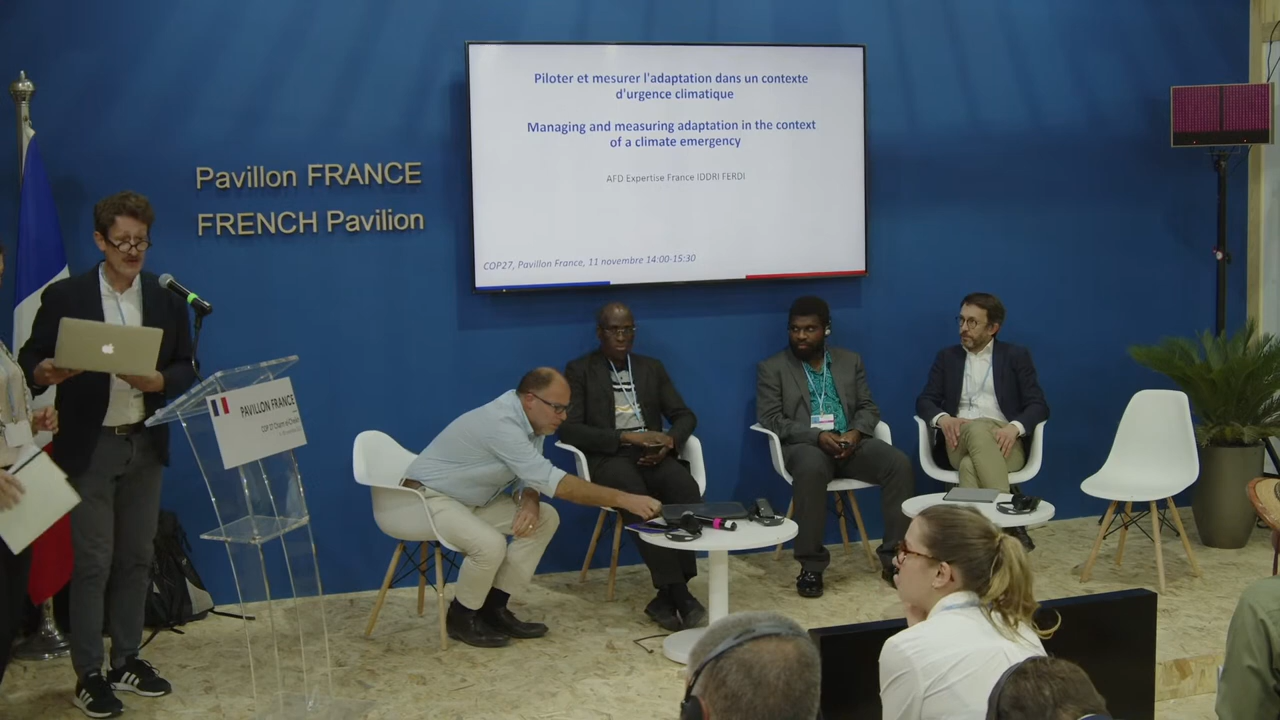 Pavillon FRANCE
FRENCH Pavilion
Piloter et mesurer l'adaptation dans un contexte
d'urgence climatique
Managing and measuring adaptation in the context
of a climate emergency
AFD Expertise France IDDRI FERDI
COP27, Pavillon France, 11 novembre 14:00-15:30
PAVILLON FRANCE